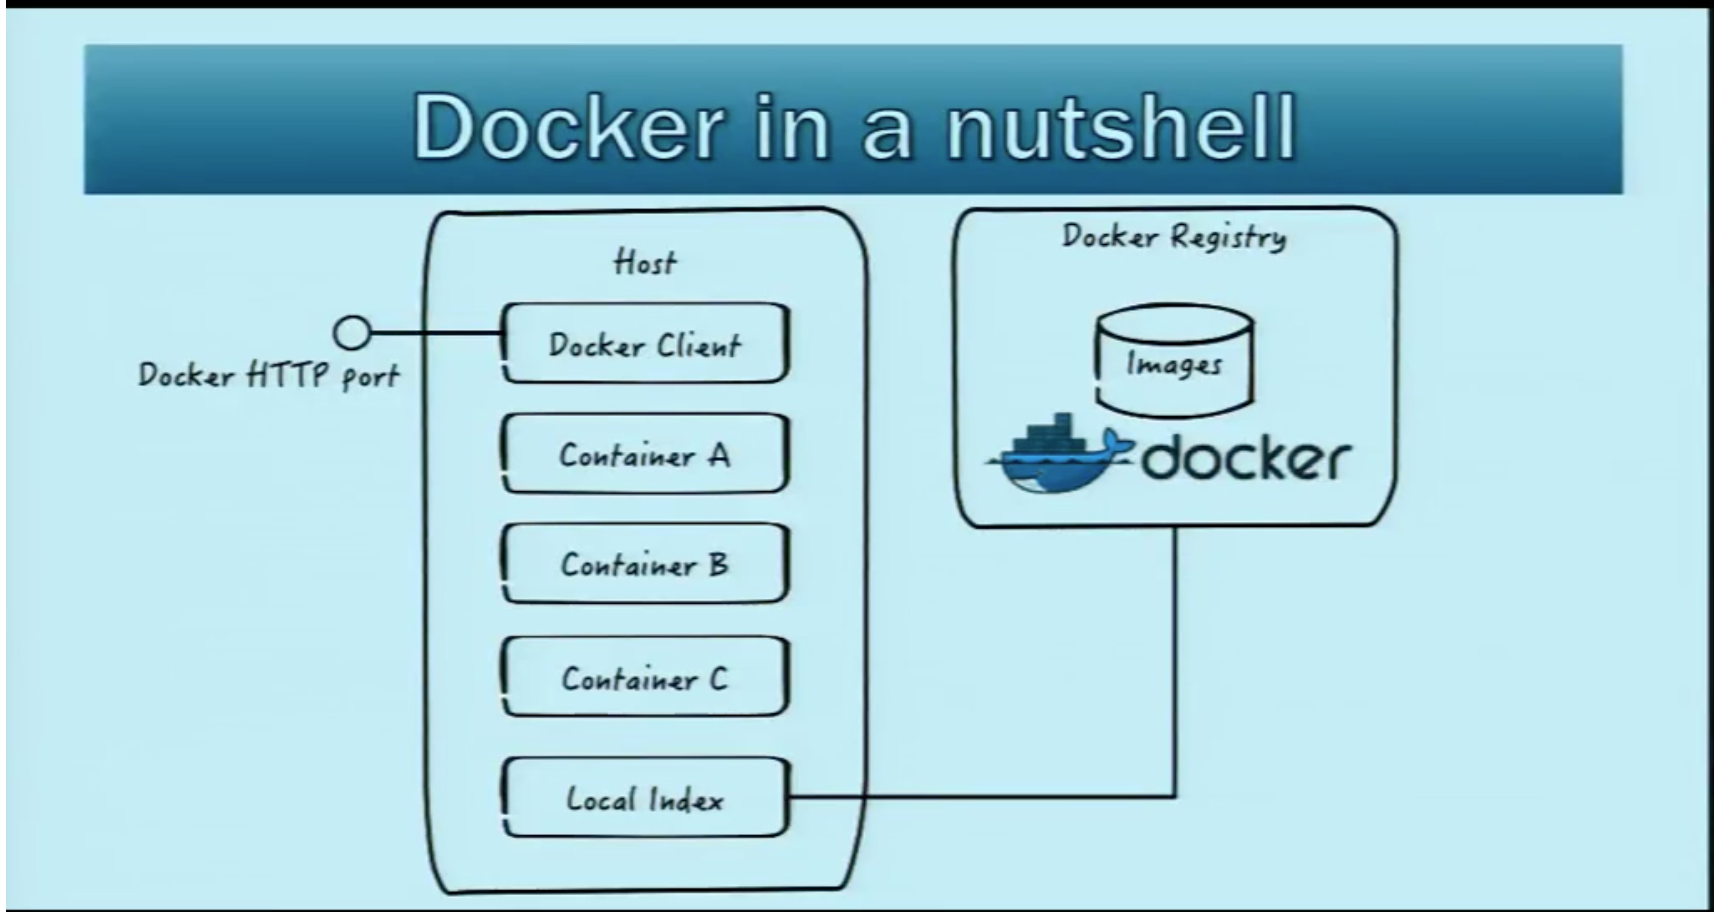 Docker in a nutshell
Host
Docker Client
Docker HTTP port
Container A
Container B
Container C
Local Index
Docker Registry
Images
docker